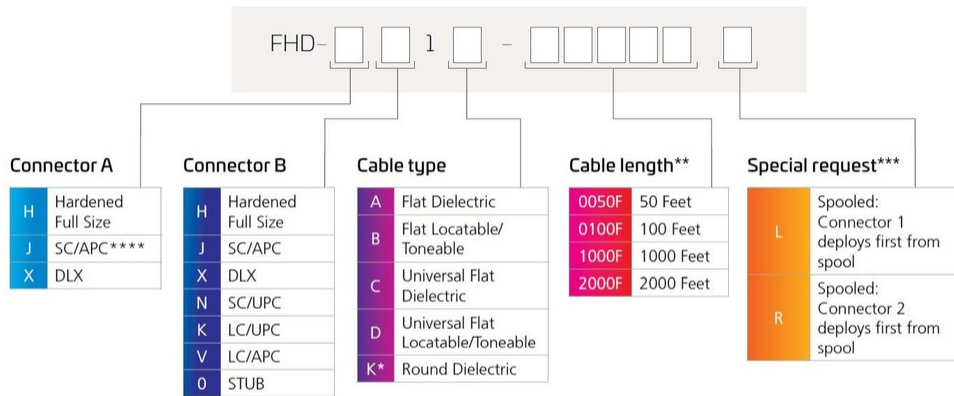 FHD- 1 -
Connector A
H Hardened
Full Size
J SC/APC****
X DLX
Connector B
H Hardened
Full Size
J SC/APC
X DLX
N SC/UPC
K LC/UPC
V LC/APC
0 STUB
Cable type
A Flat Dielectric
B Flat Locatable/
Toneable
C Universal Flat
Dielectric
D Universal Flat
Locatable/Toneable
K* Round Dielectric
Cable length**
0050F 50 Feet
0100F 100 Feet
1000F 1000 Feet
2000F 2000 Feet
Special request***
L Spooled:
Connector 1
deploys first from
spool
R Spooled:
Connector 2
deploys first from
spool